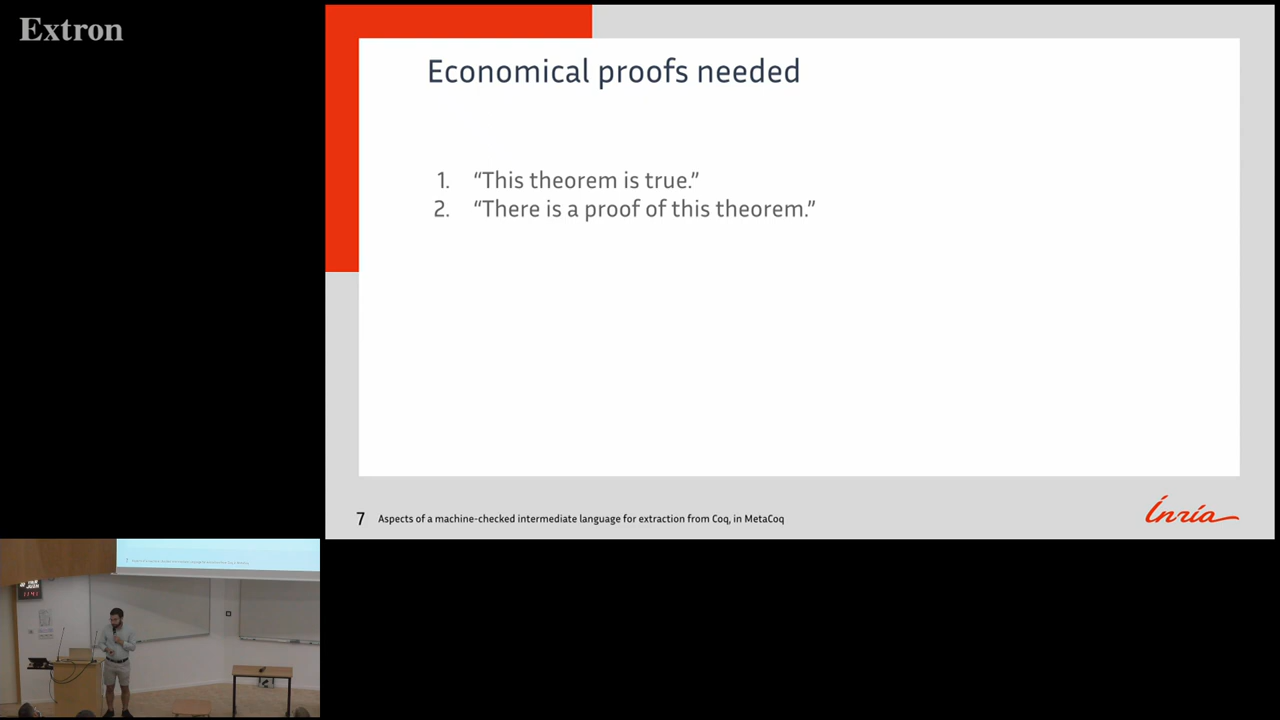 Extron
Economical proofs needed
1. “This theorem is true.”
2. “There is a proof of this theorem.”
7 Aspects of a machine-checked intermediate language for extraction from Coq, in MetaCoq
Inria